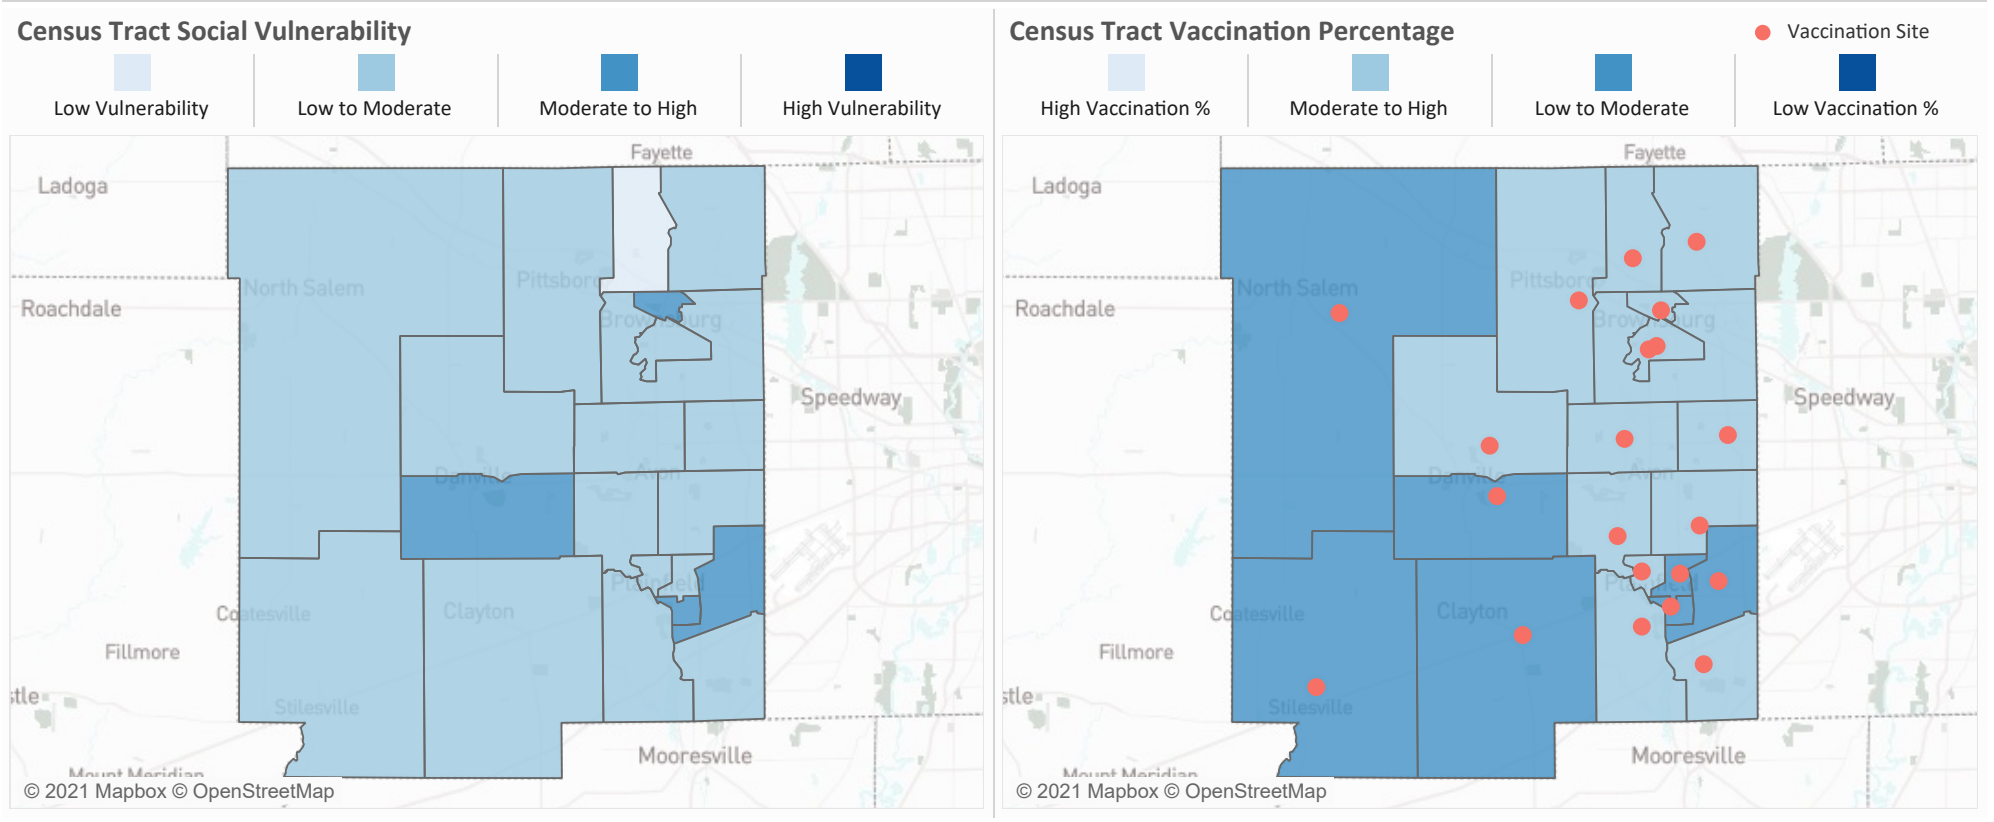 Census Tract Social Vulnerability
Low Vulnerability
Low to Moderate
Moderate to High
High Vulnerability
Fayette
Ladoga
North Salem
Pittsboro
Roachdale
Brownsburg
Speedway
Danville
Avon
Plainfield
Coatesville
Clayton
Fillmore
stle
Stilesville
Mooresville
Mount Meridian
© 2021 Mapbox © OpenStreetMap
Census Tract Vaccination Percentage
Vaccination Site
High Vaccination %
Moderate to High
Low to Moderate
Low Vaccination %
Fayette
Ladoga
North Salem
Pittsboro
Roachdale
Brownsburg
Speedway
Danville
Avon
Plainfield
Coatesville
Clayton
Fillmore
stle
Stilesville
Mooresville
Mount Meridian
© 2021 Mapbox © OpenStreetMap